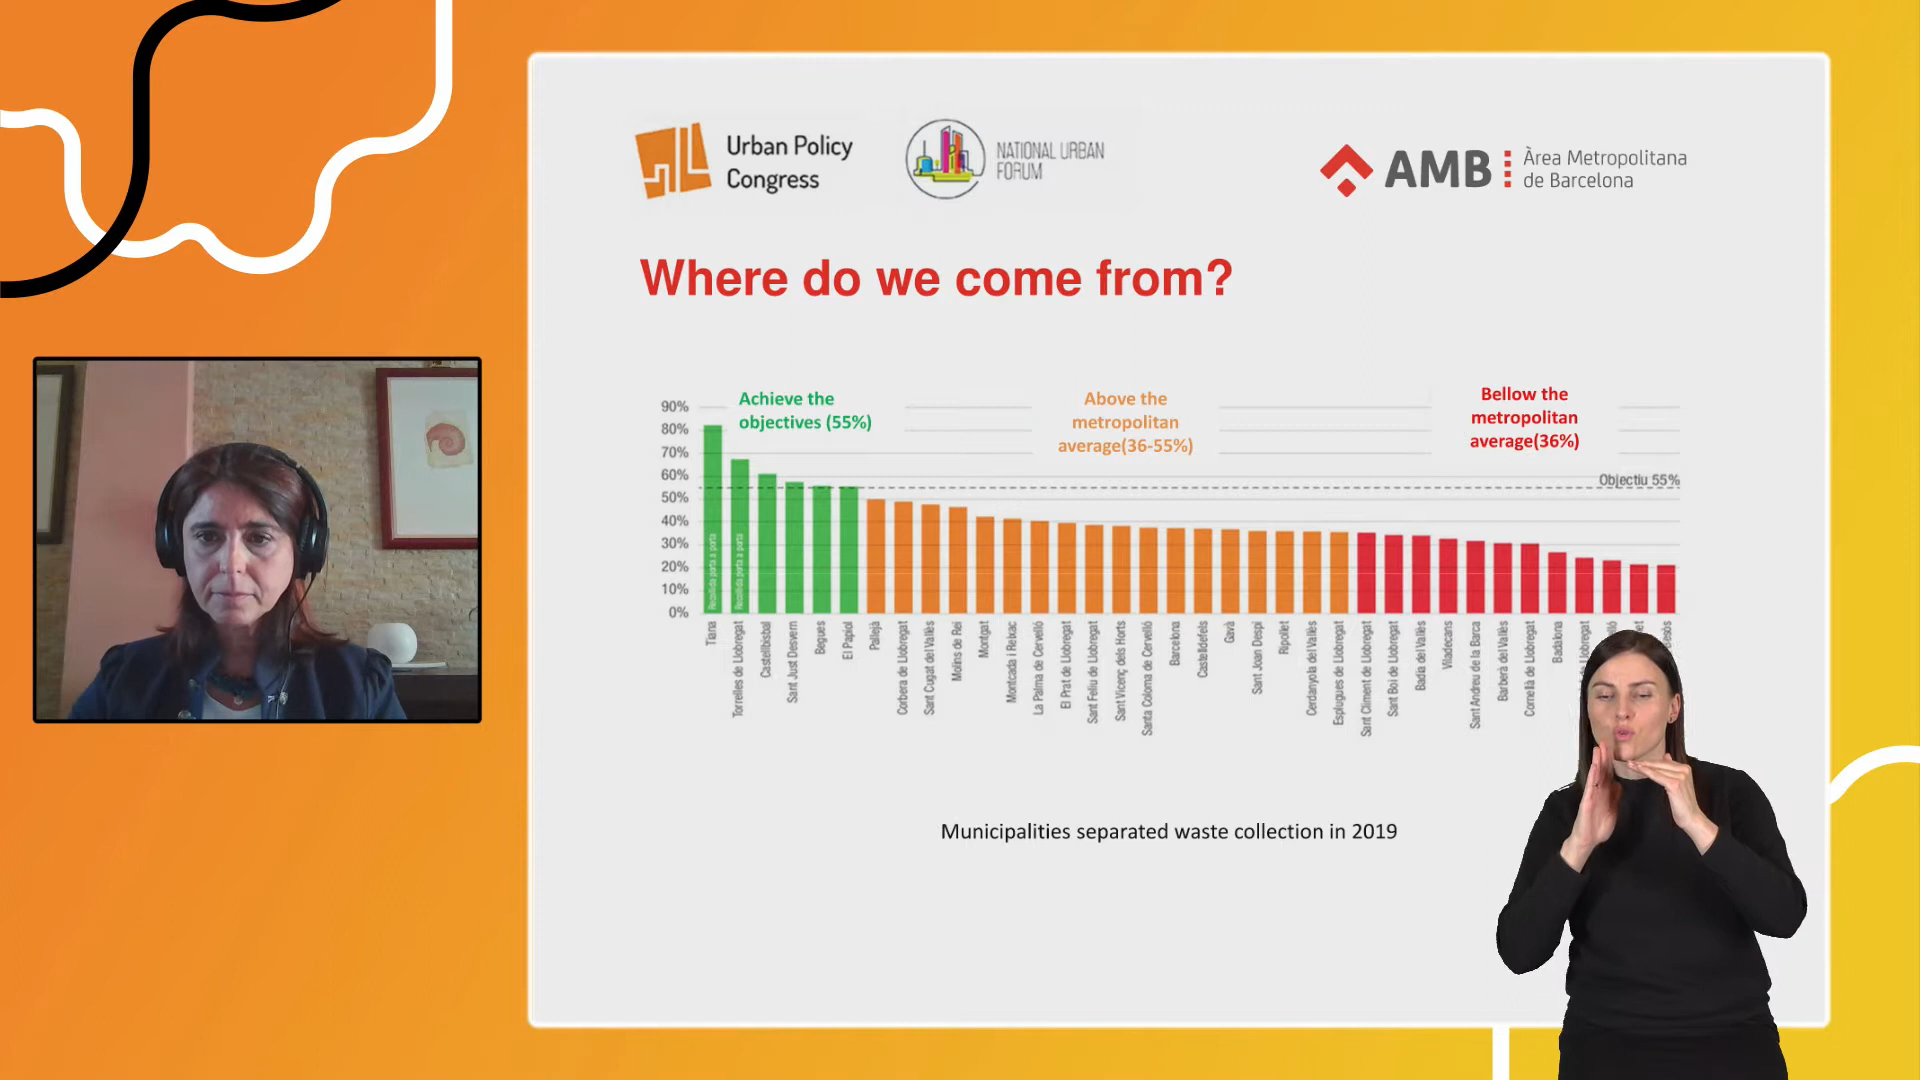 Urban Policy
Congress
NATIONAL URBAN
FORUM
AMB
Àrea Metropolitana
de Barcelona
Where do we come from?
Achieve the
objectives (55%)
Above the
metropolitan
average(36-55%)
Bellow the
metropolitan
average(36%)
90%
80%
70%
60%
50%
40%
30%
20%
10%
0%
Objectiu 55%
Recollida porta a porta
Recollida porta a porta
Tiana
Torrelles de Llobregat
Castellbisbal
Sant Just Desvern
Begues
El Papiol
Pallejà
Corbera de Llobregat
Sant Cugat del Vallès
Molins de Rei
Montgat
Montcada i Reixac
La Palma de Cervelló
El Prat de Llobregat
Sant Feliu de Llobregat
Sant Vicenç dels Horts
Santa Coloma de Cervelló
Barcelona
Castelldefels
Gavà
Sant Joan Despí
Ripollet
Cerdanyola del Vallès
Esplugues de Llobregat
Sant Climent de Llobregat
Sant Boi de Llobregat
Badia del Vallès
Viladecans
Sant Andreu de la Barca
Barberà del Vallès
Cornellà de Llobregat
Badalona
Municipalities separated waste collection in 2019